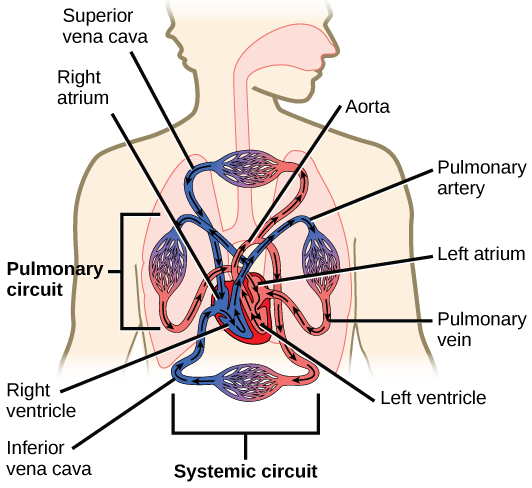 Superior
vena cava
Right
atrium
Aorta
Pulmonary
artery
Left atrium
Pulmonary
circuit
Pulmonary
vein
Right
ventricle
Left ventricle
Inferior
vena cava
Systemic circuit